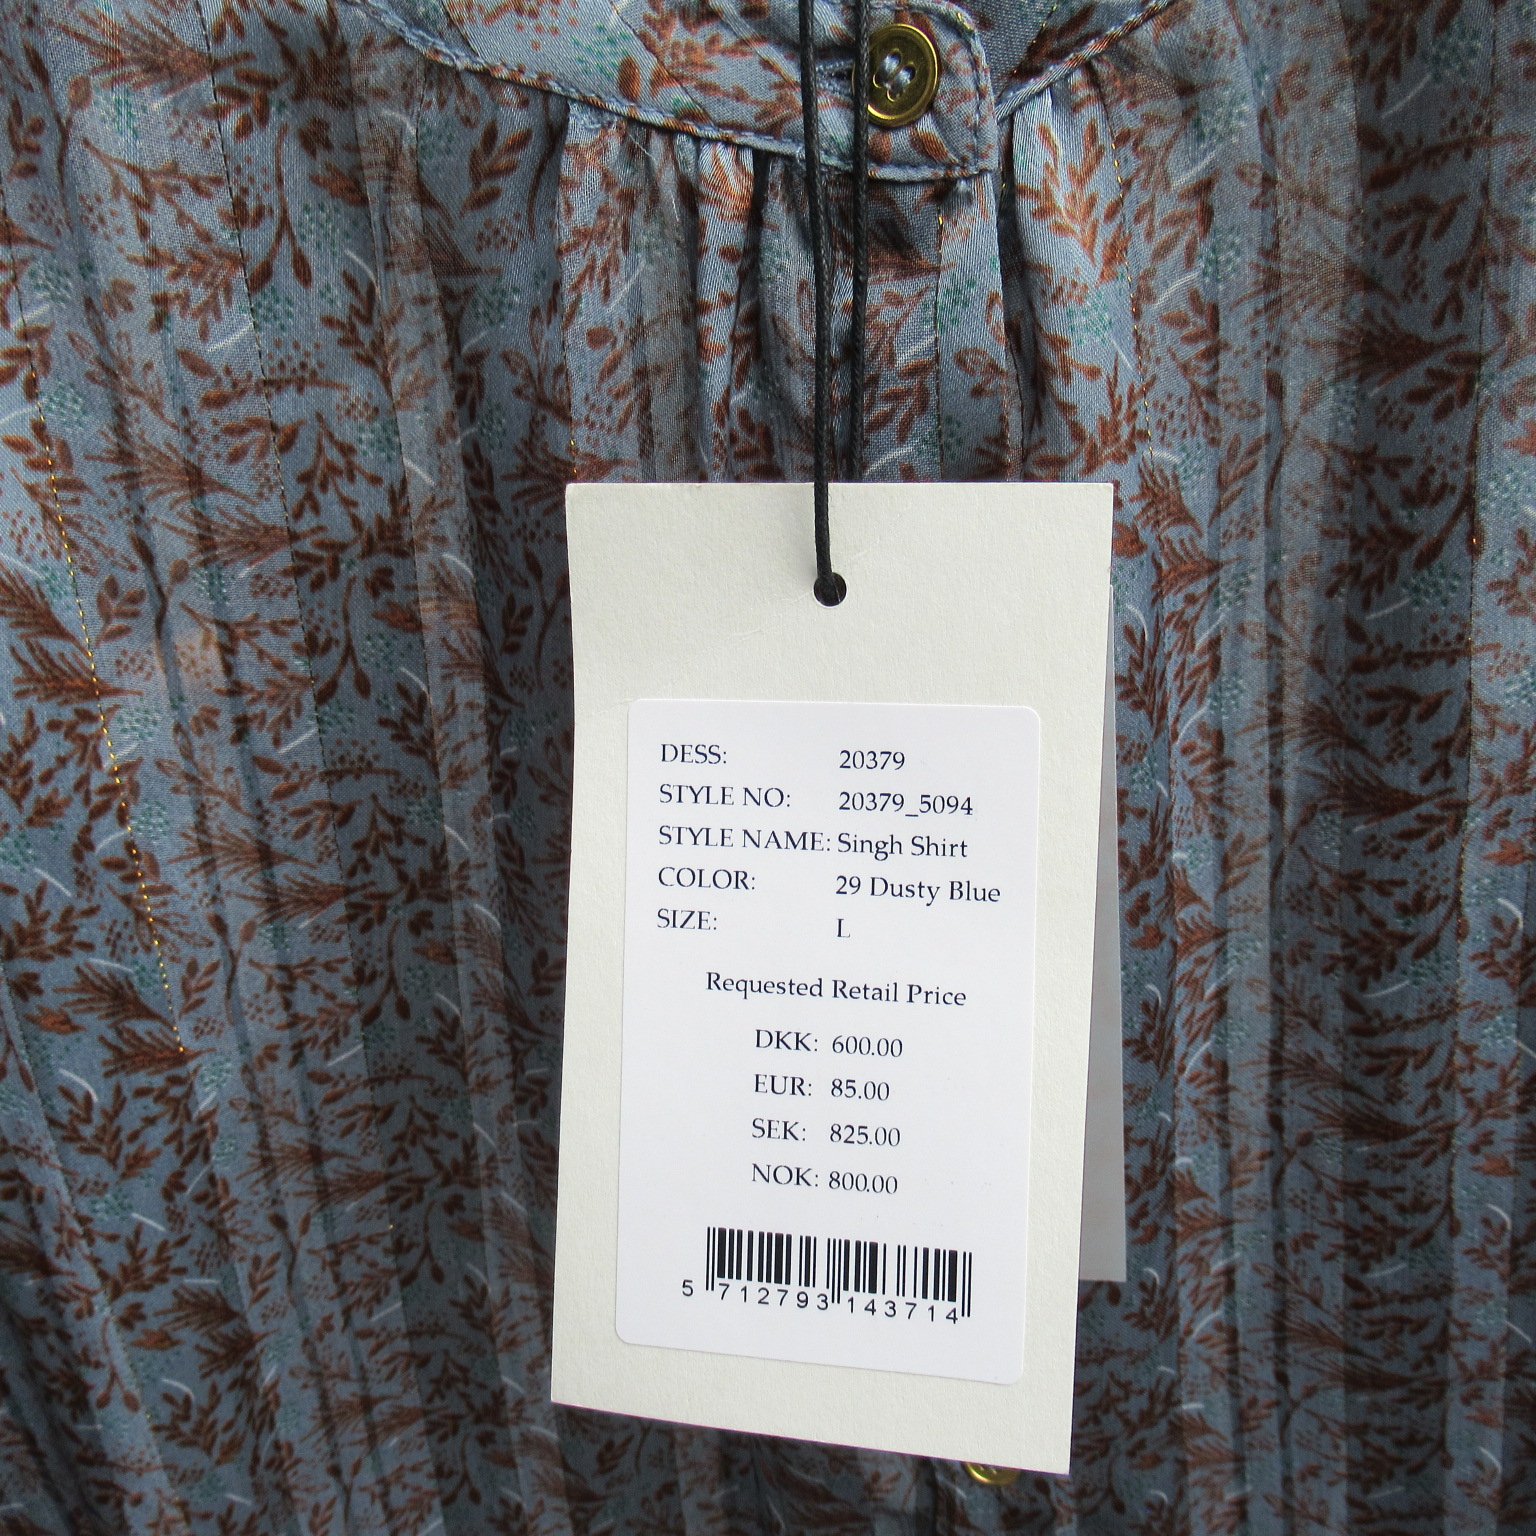 DESS: 20379
STYLE NO: 20379_5094
STYLE NAME: Singh Shirt
COLOR: 29 Dusty Blue
SIZE: L
Requested Retail Price
DKK: 600.00
EUR: 85.00
SEK: 825.00
NOK: 800.00
5 712793 143714